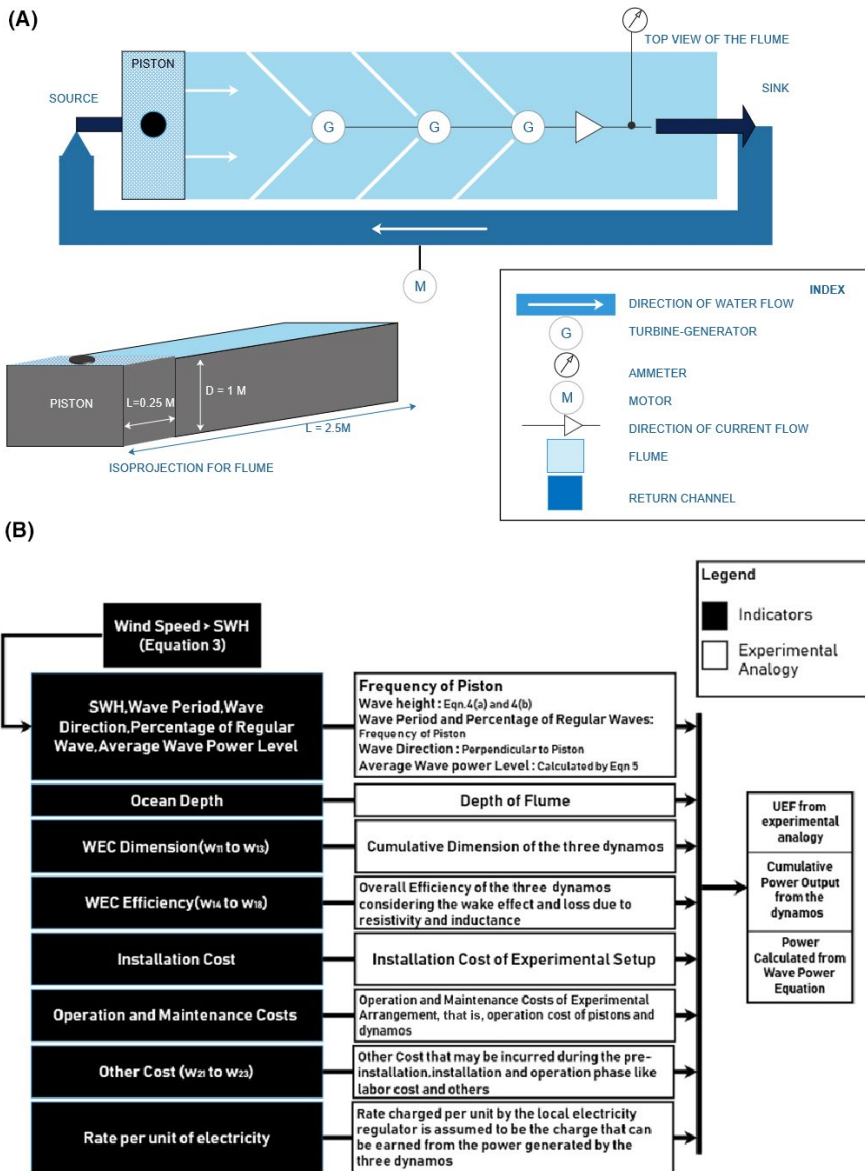 (A)
TOP VIEW OF THE FLUME
PISTON
SOURCE
SINK
G
G
G
M
INDEX
DIRECTION OF WATER FLOW
G
TURBINE-GENERATOR
AMMETER
M
MOTOR
DIRECTION OF CURRENT FLOW
FLUME
RETURN CHANNEL
PISTON
L=0.25 M
D = 1 M
L = 2.5M
ISOPROJECTION FOR FLUME
(B)
Legend
Indicators
Experimental
Analogy
Wind Speed > SWH
(Equation 3)
SWH,Wave Period,Wave
Direction,Percentage of Regular
Wave,Average Wave Power Level
Frequency of Piston
Wave height : Eqn.4(a) and 4(b)
Wave Period and Percentage of Regular Waves:
Frequency of Piston
Wave Direction : Perpendicular to Piston
Average Wave power Level : Calculated by Eqn 5
Ocean Depth
Depth of Flume
WEC Dimension(w11 to w13)
Cumulative Dimension of the three dynamos
WEC Efficiency(w14 to w18)
Overall Efficiency of the three dynamos
considering the wake effect and loss due to
resistivity and inductance
Installation Cost
Installation Cost of Experimental Setup
Operation and Maintenance Costs
Operation and Maintenance Costs of Experimental
Arrangement, that is, operation cost of pistons and
dynamos
Other Cost (w21 to w23)
Other Cost that may be incurred during the pre-
installation,installation and operation phase like
labor cost and others
Rate per unit of electricity
Rate charged per unit by the local electricity
regulator is assumed to be the charge that can
be earned from the power generated by the
three dynamos
UEF from
experimental
analogy
Cumulative
Power Output
from the
dynamos
Power
Calculated from
Wave Power
Equation